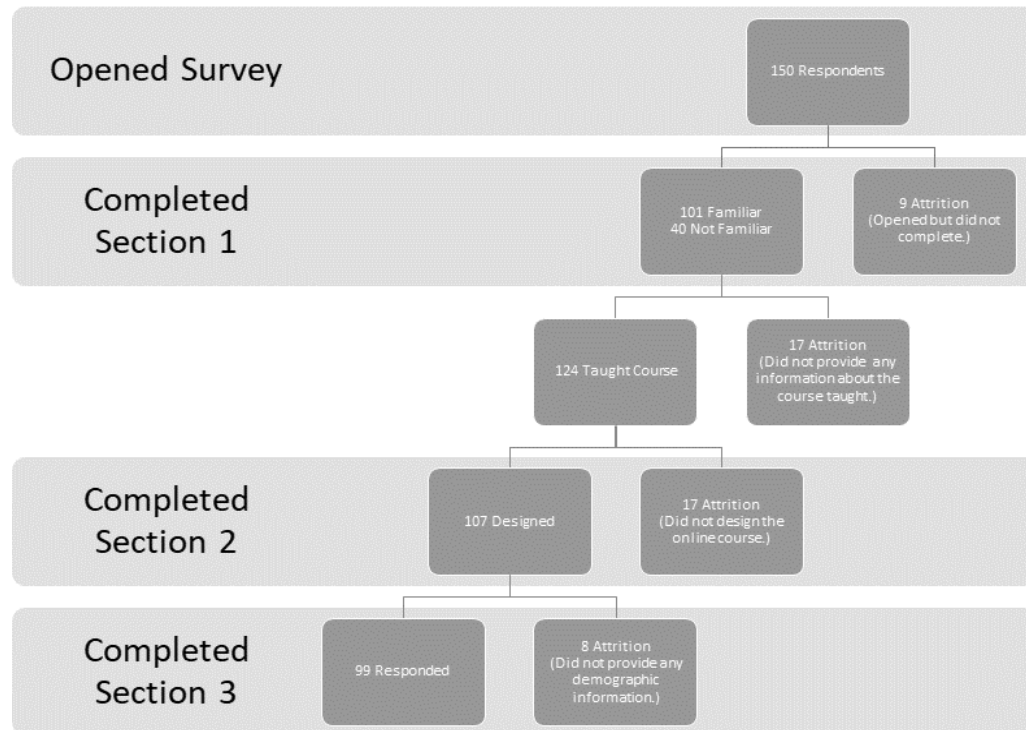 Opened Survey
150 Respondents
Completed
Section 1
101 Familiar
40 Not Familiar
9 Attrition
(Opened but did not
complete.)
124 Taught Course
17 Attrition
(Did not provide any
information about the
course taught.)
Completed
Section 2
107 Designed
17 Attrition
(Did not design the
online course.)
Completed
Section 3
99 Responded
8 Attrition
(Did not provide any
demographic
information.)